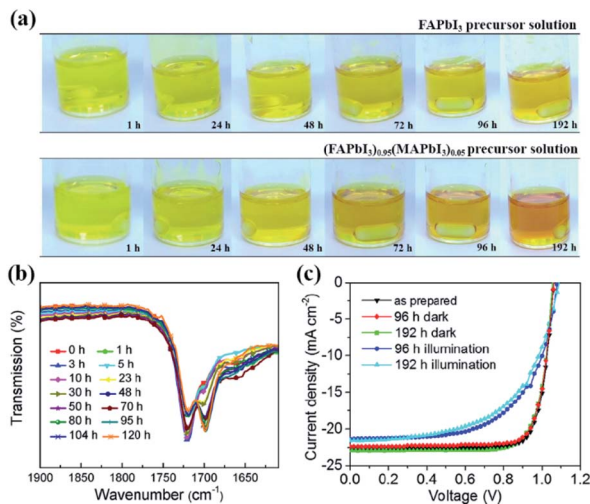 (a)
FAPbI₃ precursor solution
1 h 24 h 48 h 72 h 96 h 192 h
(FAPbI₃)₀.₉₅(MAPbI₃)₀.₀₅ precursor solution
1 h 24 h 48 h 72 h 96 h 192 h
(b)
Transmission (%)
0 h 1 h
3 h 5 h
10 h 23 h
30 h 48 h
50 h 70 h
80 h 95 h
104 h 120 h
1900 1850 1800 1750 1700 1650
Wavenumber (cm⁻¹)
(c)
Current density (mA cm⁻²)
0
-5
-10
-15
-20
-25
as prepared
96 h dark
192 h dark
96 h illumination
192 h illumination
0.0 0.2 0.4 0.6 0.8 1.0 1.2
Voltage (V)